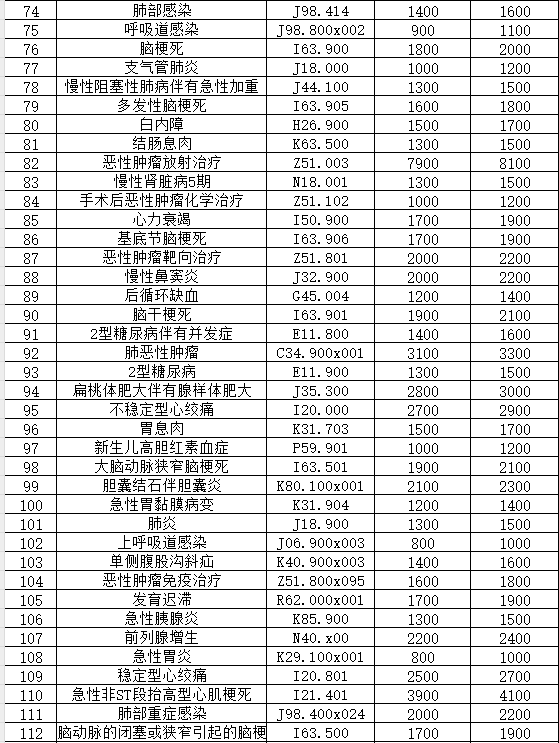 74 肺部感染 J98.414 1400 1600
75 呼吸道感染 J98.800x002 900 1100
76 脑梗死 I63.900 1800 2000
77 支气管肺炎 J18.000 1000 1200
78 慢性阻塞性肺病伴有急性加重 J44.100 1300 1500
79 多发性脑梗死 I63.905 1600 1800
80 白内障 H26.900 1500 1700
81 结肠息肉 K63.500 1300 1500
82 恶性肿瘤放射治疗 Z51.003 7900 8100
83 慢性肾脏病5期 N18.001 1300 1500
84 手术后恶性肿瘤化学治疗 Z51.102 1000 1200
85 心力衰竭 I50.900 1700 1900
86 基底节脑梗死 I63.906 1700 1900
87 恶性肿瘤靶向治疗 Z51.801 2000 2200
88 慢性鼻窦炎 J32.900 2000 2200
89 后循环缺血 G45.004 1200 1400
90 脑干梗死 I63.901 1900 2100
91 2型糖尿病伴有并发症 E11.800 1400 1600
92 肺恶性肿瘤 C34.900x001 3100 3300
93 2型糖尿病 E11.900 1300 1500
94 扁桃体肥大伴有腺样体肥大 J35.300 2800 3000
95 不稳定型心绞痛 I20.000 2700 2900
96 胃息肉 K31.703 1500 1700
97 新生儿高胆红素血症 P59.901 1000 1200
98 大脑动脉狭窄脑梗死 I63.501 1900 2100
99 胆囊结石伴胆囊炎 K80.100x001 2100 2300
100 急性胃黏膜病变 K31.904 1200 1400
101 肺炎 J18.900 1300 1500
102 上呼吸道感染 J06.900x003 800 1000
103 单侧腹股沟斜疝 K40.900x003 1400 1600
104 恶性肿瘤免疫治疗 Z51.800x095 1600 1800
105 发育迟滞 R62.000x001 1700 1900
106 急性胰腺炎 K85.900 1300 1500
107 前列腺增生 N40.x00 2200 2400
108 急性胃炎 K29.100x001 800 1000
109 稳定型心绞痛 I20.801 2500 2700
110 急性非ST段抬高型心肌梗死 I21.401 3900 4100
111 肺部重症感染 J98.400x024 2000 2200
112 脑动脉的闭塞或狭窄引起的脑梗 I63.500 1700 1900